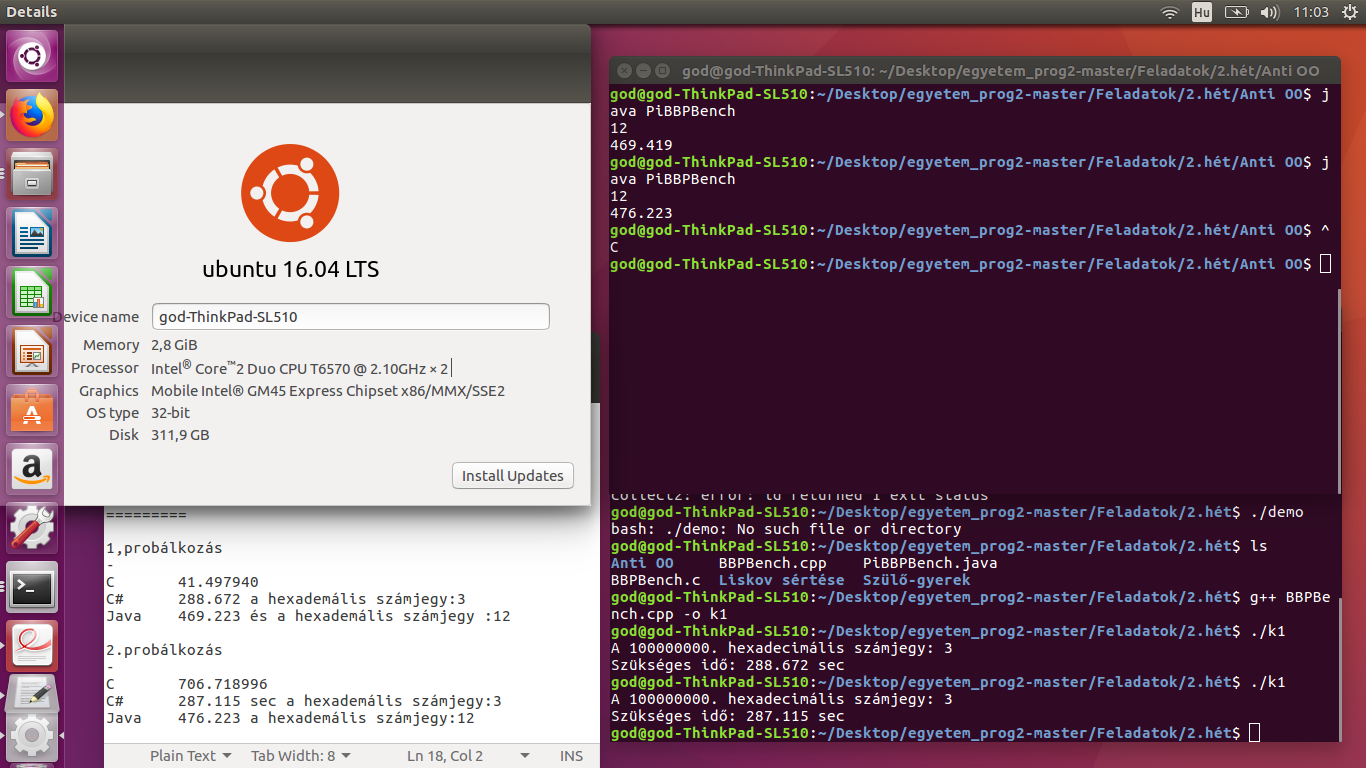 Details
Hu
11:03
ubuntu 16.04 LTS
Device name god-ThinkPad-SL510
Memory 2,8 GiB
Processor Intel® Core™2 Duo CPU T6570 @ 2.10GHz × 2
Graphics Mobile Intel® GM45 Express Chipset x86/MMX/SSE2
OS type 32-bit
Disk 311,9 GB
Install Updates
=========
1,probálkozás
-
C 41.497940
C# 288.672 a hexademális számjegy:3
Java 469.223 és a hexademális számjegy :12
2.probálkozás
-
C 706.718996
C# 287.115 sec a hexademális számjegy:3
Java 476.223 a hexademális számjegy:12
Plain Text Tab Width: 8 Ln 18, Col 2 INS
god@god-ThinkPad-SL510: ~/Desktop/egyetem_prog2-master/Feladatok/2.hét/Anti OO
god@god-ThinkPad-SL510:~/Desktop/egyetem_prog2-master/Feladatok/2.hét/Anti OO$ j
ava PiBBPBench
12
469.419
god@god-ThinkPad-SL510:~/Desktop/egyetem_prog2-master/Feladatok/2.hét/Anti OO$ j
ava PiBBPBench
12
476.223
god@god-ThinkPad-SL510:~/Desktop/egyetem_prog2-master/Feladatok/2.hét/Anti OO$ ^
C
god@god-ThinkPad-SL510:~/Desktop/egyetem_prog2-master/Feladatok/2.hét/Anti OO$
collect2: error: ld returned 1 exit status
god@god-ThinkPad-SL510:~/Desktop/egyetem_prog2-master/Feladatok/2.hét$ ./demo
bash: ./demo: No such file or directory
god@god-ThinkPad-SL510:~/Desktop/egyetem_prog2-master/Feladatok/2.hét$ ls
Anti OO BBPBench.cpp PiBBPBench.java
BBPBench.c Liskov sértése Szülő-gyerek
god@god-ThinkPad-SL510:~/Desktop/egyetem_prog2-master/Feladatok/2.hét$ g++ BBPBe
nch.cpp -o k1
god@god-ThinkPad-SL510:~/Desktop/egyetem_prog2-master/Feladatok/2.hét$ ./k1
A 100000000. hexadecimális számjegy: 3
Szükséges idő: 288.672 sec
god@god-ThinkPad-SL510:~/Desktop/egyetem_prog2-master/Feladatok/2.hét$ ./k1
A 100000000. hexadecimális számjegy: 3
Szükséges idő: 287.115 sec
god@god-ThinkPad-SL510:~/Desktop/egyetem_prog2-master/Feladatok/2.hét$